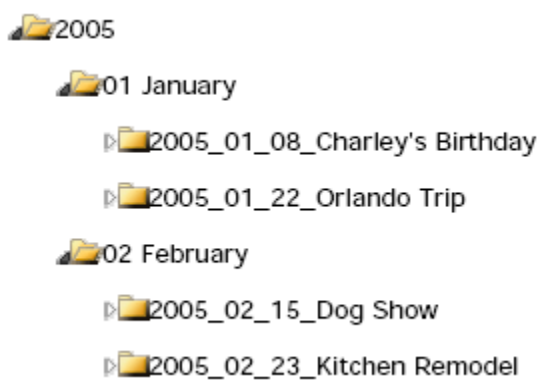 2005
01 January
2005_01_08_Charley's Birthday
2005_01_22_Orlando Trip
02 February
2005_02_15_Dog Show
2005_02_23_Kitchen Remodel